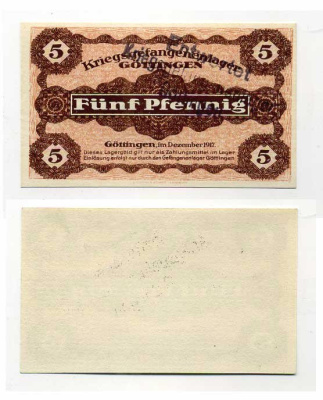 5 Kriegsgefangenenlager 5
GÖTTINGEN
Fünf Pfennig
Göttingen, im Dezember 1917.
Dieses Lagergeld gilt nur als Zahlungsmittel im Lager
Einlösung erfolgt nur durch den Gefangenenlager Göttingen
5 5